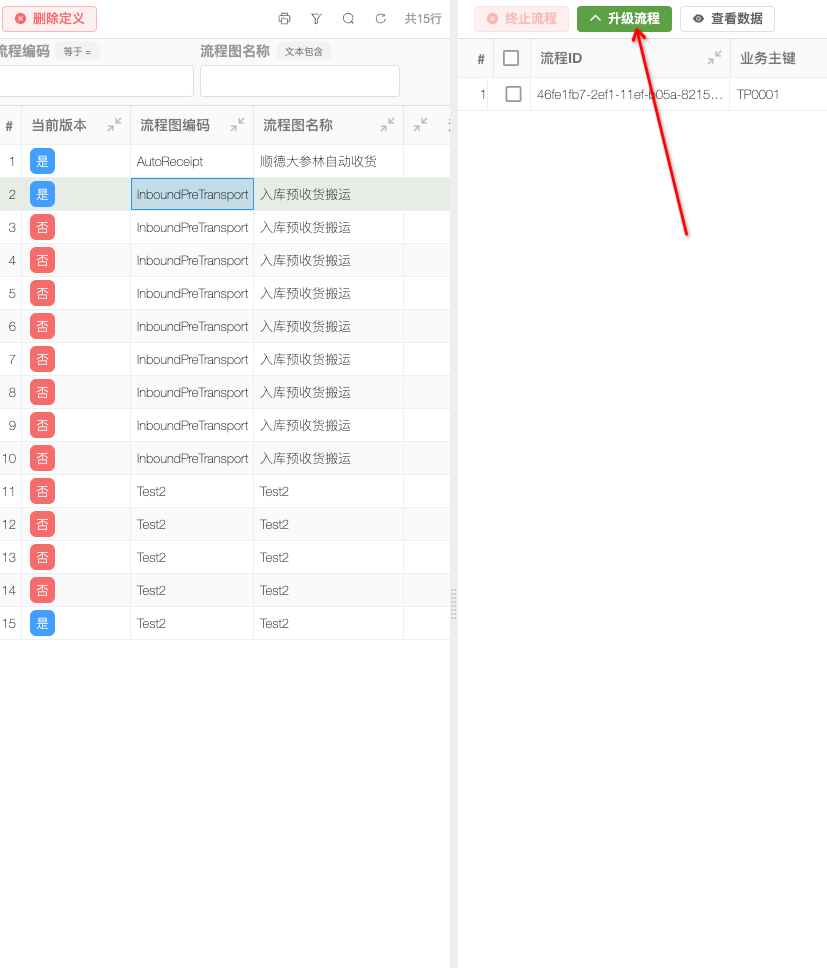 删除定义
共15行
终止流程
升级流程
查看数据
流程编码 等于 =
流程图名称 文本包含
# 当前版本 流程图编码 流程图名称
1 是 AutoReceipt 顺德大参林自动收货
2 是 InboundPreTransport 入库预收货搬运
3 否 InboundPreTransport 入库预收货搬运
4 否 InboundPreTransport 入库预收货搬运
5 否 InboundPreTransport 入库预收货搬运
6 否 InboundPreTransport 入库预收货搬运
7 否 InboundPreTransport 入库预收货搬运
8 否 InboundPreTransport 入库预收货搬运
9 否 InboundPreTransport 入库预收货搬运
10 否 InboundPreTransport 入库预收货搬运
11 否 Test2 Test2
12 否 Test2 Test2
13 否 Test2 Test2
14 否 Test2 Test2
15 是 Test2 Test2
# 流程ID 业务主键
1 46fe1fb7-2ef1-11ef-b05a-8215... TP0001